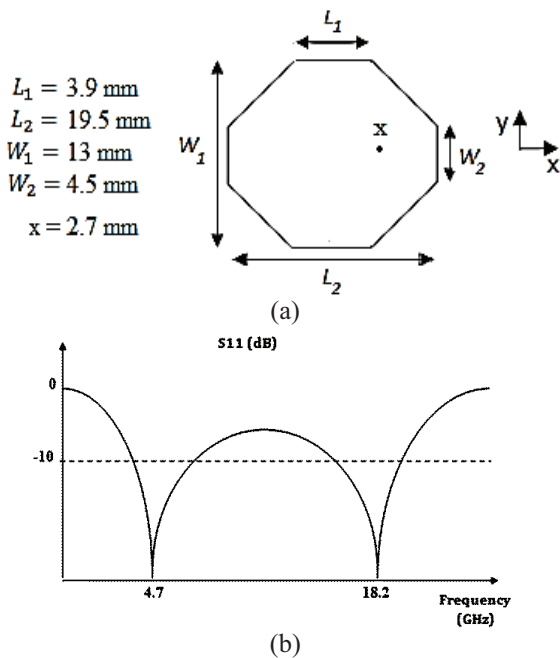 L₁
L₁ = 3.9 mm
L₂ = 19.5 mm
W₁ = 13 mm
W₂ = 4.5 mm
x = 2.7 mm
W₁
x
W₂
y
x
L₂
(a)
S11 (dB)
0
-10
4.7
18.2
Frequency
(GHz)
(b)